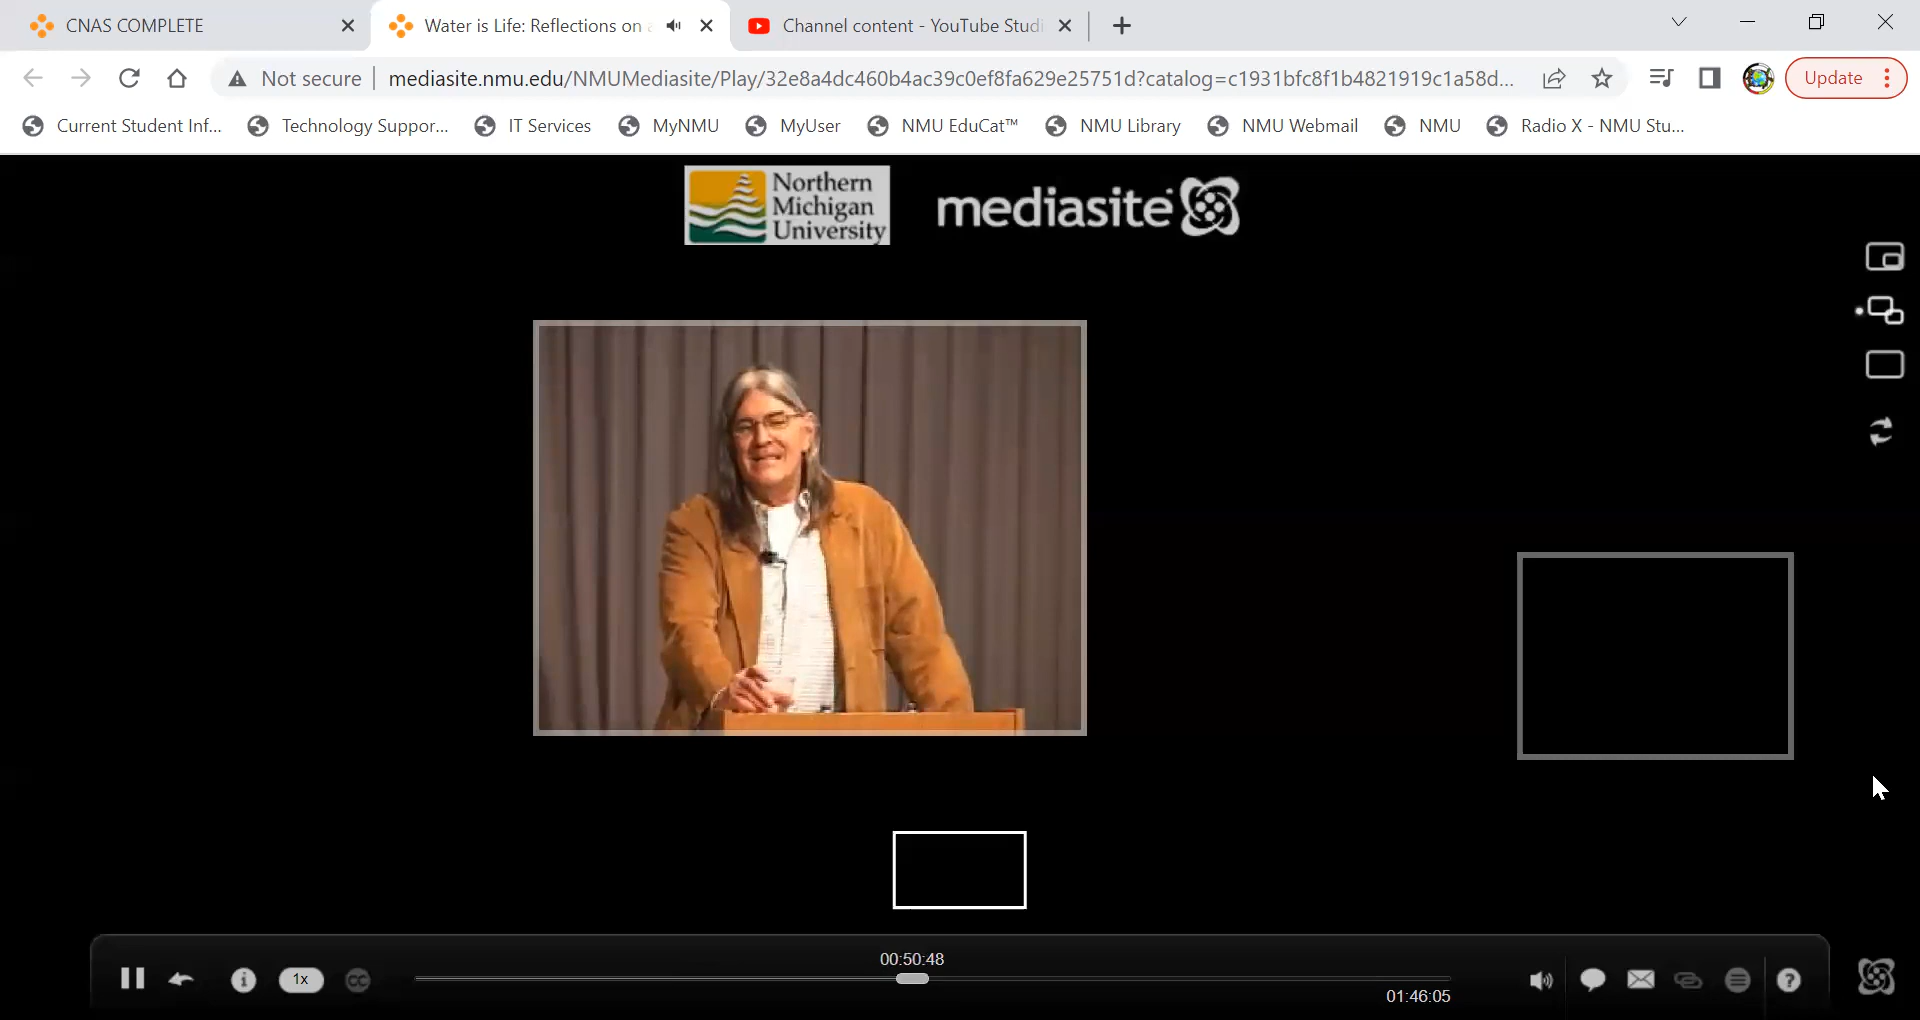 CNAS COMPLETE
Water is Life: Reflections on a
Channel content - YouTube Studi
Not secure
mediasite.nmu.edu/NMUMediasite/Play/32e8a4dc460b4ac39c0ef8fa629e25751d?catalog=c1931bfc8f1b4821919c1a58d...
Update
Current Student Inf...
Technology Suppor...
IT Services
MyNMU
MyUser
NMU EduCat™
NMU Library
NMU Webmail
NMU
Radio X - NMU Stu...
Northern
Michigan
University
mediasite
00:50:48
1x
CC
01:46:05